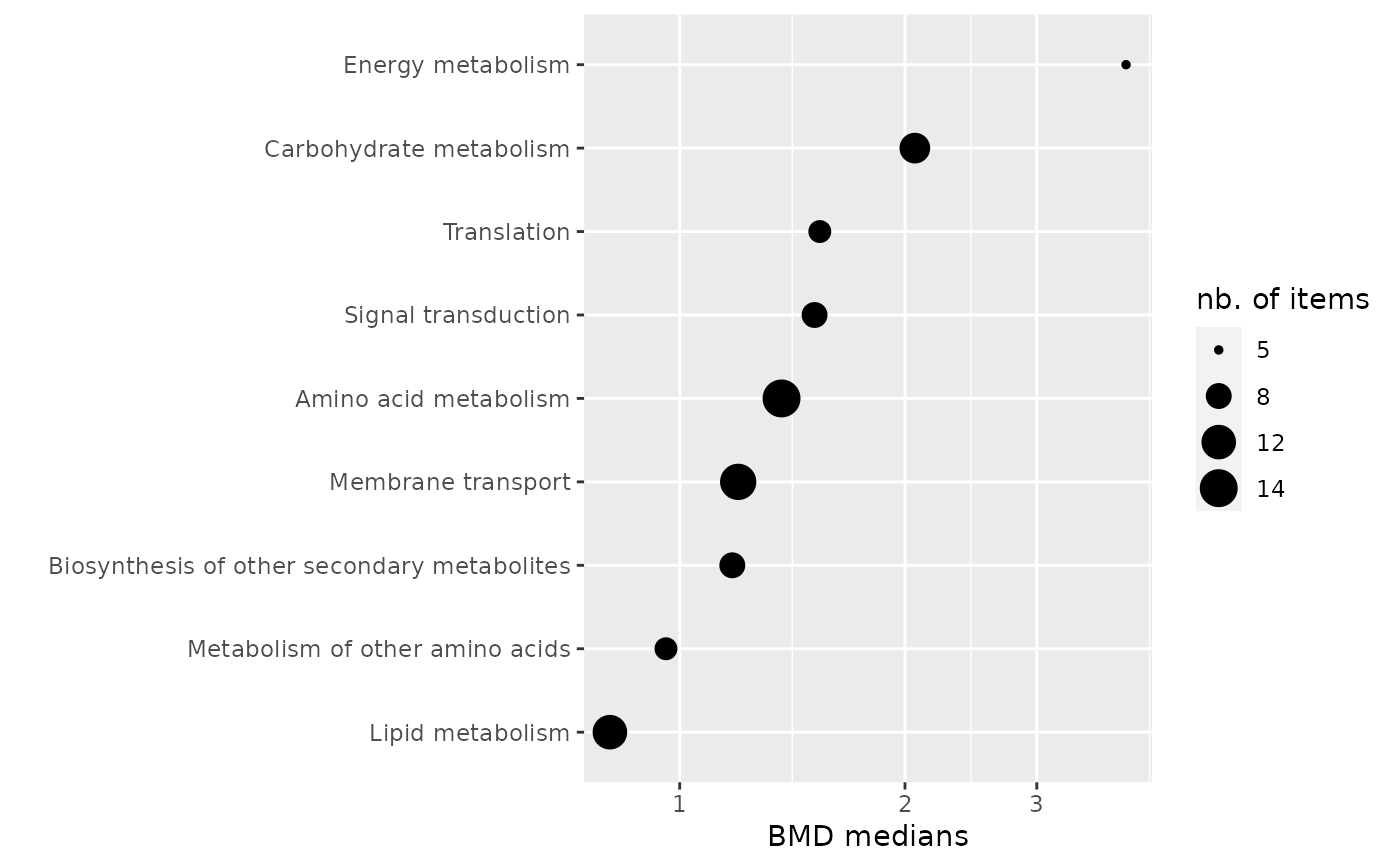 Energy metabolism
Carbohydrate metabolism
Translation
Signal transduction
Amino acid metabolism
Membrane transport
Biosynthesis of other secondary metabolites
Metabolism of other amino acids
Lipid metabolism
1 2 3
BMD medians
nb. of items
5
8
12
14